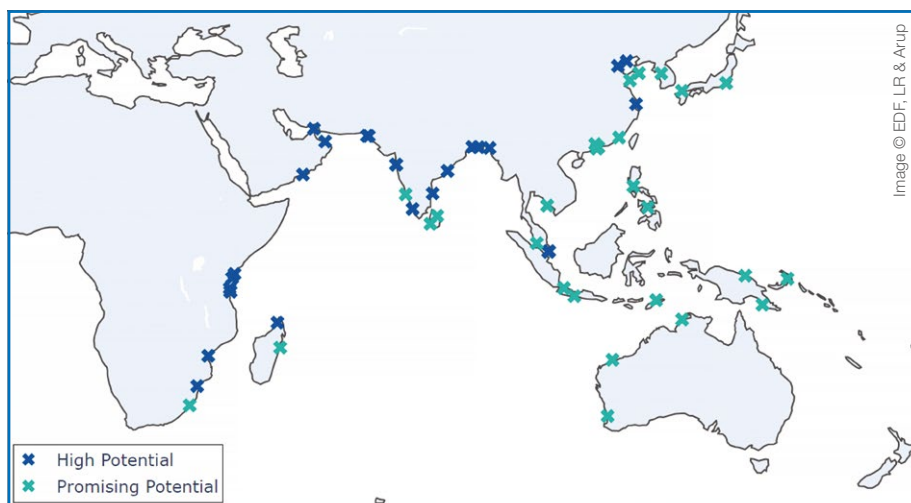 Image © EDF, LR & Arup
High Potential
Promising Potential